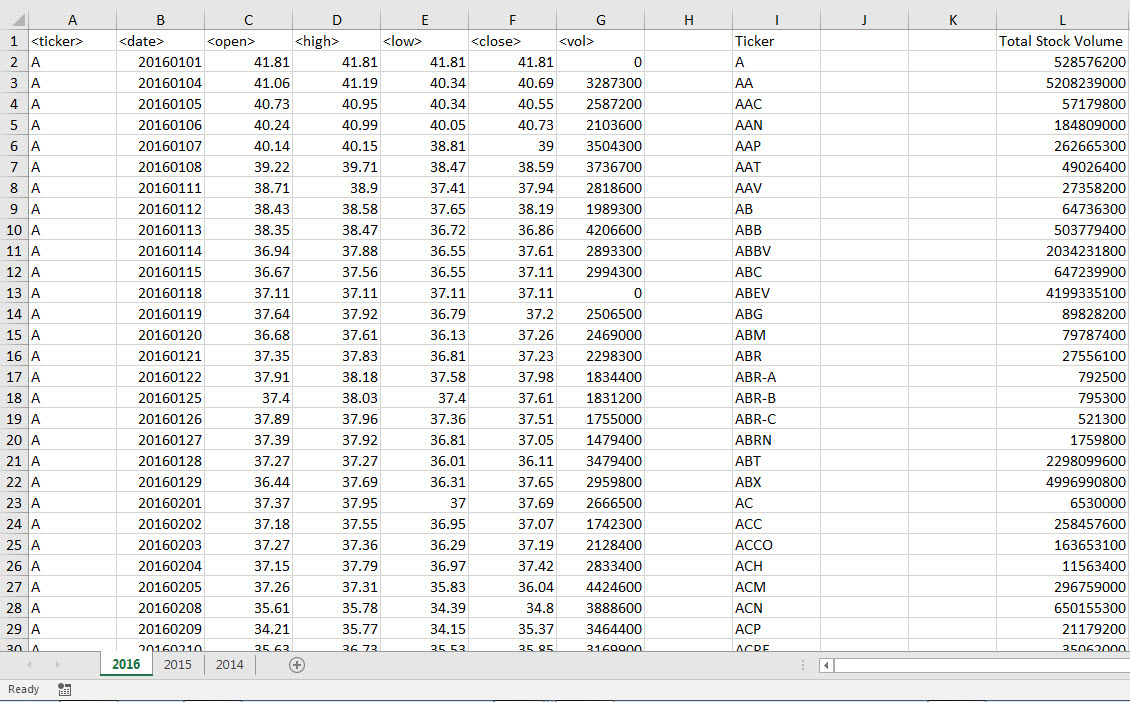 A B C D E F G H I J K L
1 <ticker> <date> <open> <high> <low> <close> <vol> Ticker Total Stock Volume
2 A 20160101 41.81 41.81 41.81 41.81 0 A 528576200
3 A 20160104 41.06 41.19 40.34 40.69 3287300 AA 5208239000
4 A 20160105 40.73 40.95 40.34 40.55 2587200 AAC 57179800
5 A 20160106 40.24 40.99 40.05 40.73 2103600 AAN 184809000
6 A 20160107 40.14 40.15 38.81 39 3504300 AAP 262665300
7 A 20160108 39.22 39.71 38.47 38.59 3736700 AAT 49026400
8 A 20160111 38.71 38.9 37.41 37.94 2818600 AAV 27358200
9 A 20160112 38.43 38.58 37.65 38.19 1989300 AB 64736300
10 A 20160113 38.35 38.47 36.72 36.86 4206600 ABB 503779400
11 A 20160114 36.94 37.88 36.55 37.61 2893300 ABBV 2034231800
12 A 20160115 36.67 37.56 36.55 37.11 2994300 ABC 647239900
13 A 20160118 37.11 37.11 37.11 37.11 0 ABEV 4199335100
14 A 20160119 37.64 37.92 36.79 37.2 2506500 ABG 89828200
15 A 20160120 36.68 37.61 36.13 37.26 2469000 ABM 79787400
16 A 20160121 37.35 37.83 36.81 37.23 2298300 ABR 27556100
17 A 20160122 37.91 38.18 37.58 37.98 1834400 ABR-A 792500
18 A 20160125 37.4 38.03 37.4 37.61 1831200 ABR-B 795300
19 A 20160126 37.89 37.96 37.36 37.51 1755000 ABR-C 521300
20 A 20160127 37.39 37.92 36.81 37.05 1479400 ABRN 1759800
21 A 20160128 37.27 37.27 36.01 36.11 3479400 ABT 2298099600
22 A 20160129 36.44 37.69 36.31 37.65 2959800 ABX 4996990800
23 A 20160201 37.37 37.95 37 37.69 2666500 AC 6530000
24 A 20160202 37.18 37.55 36.95 37.07 1742300 ACC 258457600
25 A 20160203 37.27 37.36 36.29 37.19 2128400 ACCO 163653100
26 A 20160204 37.15 37.79 36.97 37.42 2833400 ACH 11563400
27 A 20160205 37.26 37.31 35.83 36.04 4424600 ACM 296759000
28 A 20160208 35.61 35.78 34.39 34.8 3888600 ACN 650155300
29 A 20160209 34.21 35.77 34.15 35.37 3464400 ACP 21179200
30 A 20160210 35.63 36.73 35.53 35.85 3169900 ACRE 35062000
2016 2015 2014
Ready